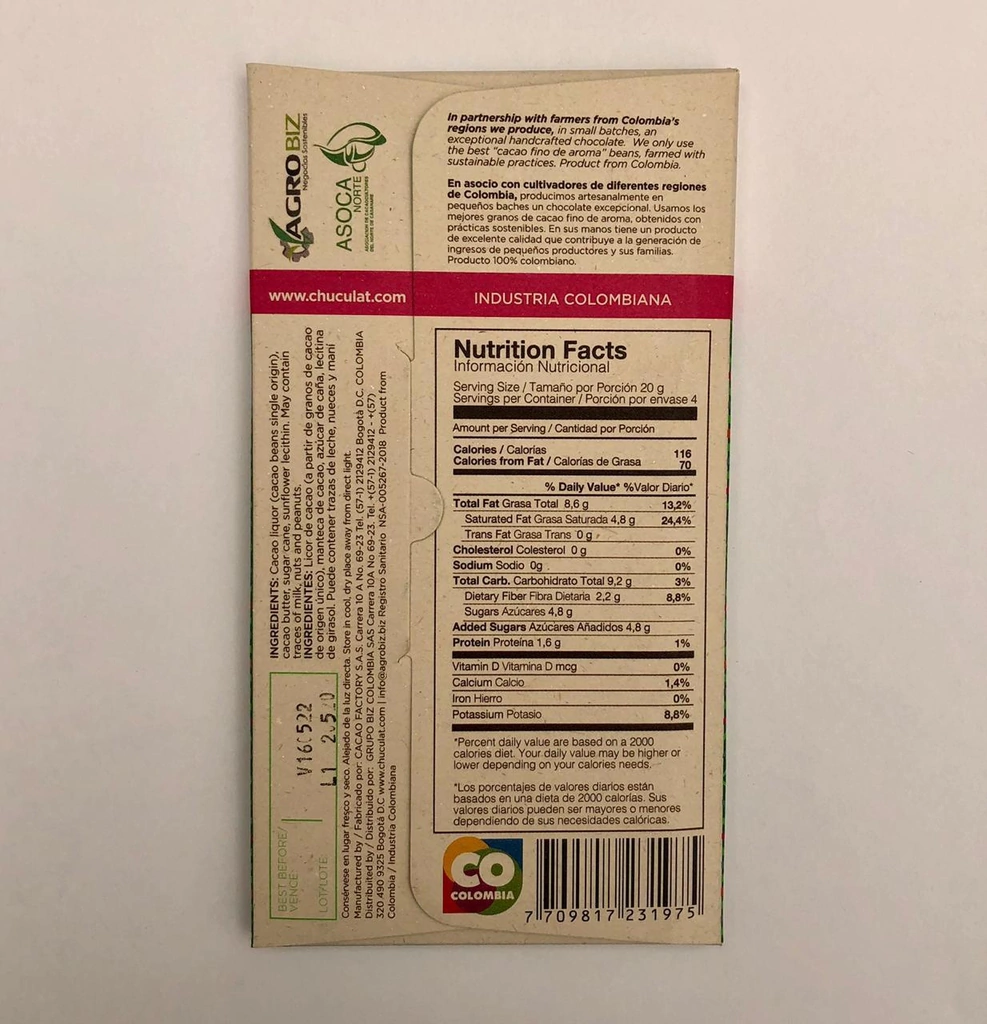 In partnership with farmers from Colombia's
regions we produce, in small batches, an
exceptional handcrafted chocolate. We only use
the best "cacao fino de aroma" beans, farmed with
sustainable practices. Product from Colombia.
En asocio con cultivadores de diferentes regiones
de Colombia, producimos artesanalmente en
pequeños baches un chocolate excepcional. Usamos los
mejores granos de cacao fino de aroma, obtenidos con
prácticas sostenibles. En sus manos tiene un producto
de excelente calidad que contribuye a la generación de
ingresos de pequeños productores y sus familias.
Producto 100% colombiano.
AGROBIZ
Negocios Sostenibles
ASOCA
NORTE
ASOCIACIÓN DE CACAOCULTORES
DEL NORTE DE CASANARE
www.chuculat.com
INDUSTRIA COLOMBIANA
Nutrition Facts
Información Nutricional
Serving Size / Tamaño por Porción 20 g
Servings per Container / Porción por envase 4
Amount per Serving / Cantidad por Porción
Calories / Calorías 116
Calories from Fat / Calorías de Grasa 70
% Daily Value* %Valor Diario*
Total Fat Grasa Total 8,6 g 13,2%
Saturated Fat Grasa Saturada 4,8 g 24,4%
Trans Fat Grasa Trans 0 g
Cholesterol Colesterol 0 g 0%
Sodium Sodio 0g 0%
Total Carb. Carbohidrato Total 9,2 g 3%
Dietary Fiber Fibra Dietaria 2,2 g 8,8%
Sugars Azúcares 4,8 g
Added Sugars Azúcares Añadidos 4,8 g
Protein Proteína 1,6 g 1%
Vitamin D Vitamina D mcg 0%
Calcium Calcio 1,4%
Iron Hierro 0%
Potassium Potasio 8,8%
*Percent daily value are based on a 2000
calories diet. Your daily value may be higher or
lower depending on your calories needs.
*Los porcentajes de valores diarios están
basados en una dieta de 2000 calorías. Sus
valores diarios pueden ser mayores o menores
dependiendo de sus necesidades calóricas.
CO
COLOMBIA
7 709817 231975
INGREDIENTS: Cacao liquor (cacao beans single origin),
cacao butter, sugar cane, sunflower lecithin. May contain
traces of milk, nuts and peanuts.
INGREDIENTES: Licor de cacao (a partir de granos de cacao
de origen único), manteca de cacao, azúcar de caña, lecitina
de girasol. Puede contener trazas de leche, nueces y maní
BEST BEFORE/
VENCE
LOT/LOTE
Consérvese en lugar fresco y seco. Alejado de la luz directa. Store in cool, dry place away from direct light.
Manufactured by / Fabricado por: CACAO FACTORY S.A.S. Carrera 10 A No. 69-23 Tel. (57-1) 2129412 Bogotá D.C. COLOMBIA
Distribuited by / Distribuido por: GRUPO BIZ COLOMBIA SAS Carrera 10A No 69-23. Tel. +(57-1) 2129412 - +(57)
320 490 9325 Bogotá D.C www.chuculat.com | info@agrobiz.biz Registro Sanitario NSA-005267-2018 Product from
Colombia / Industria Colombiana